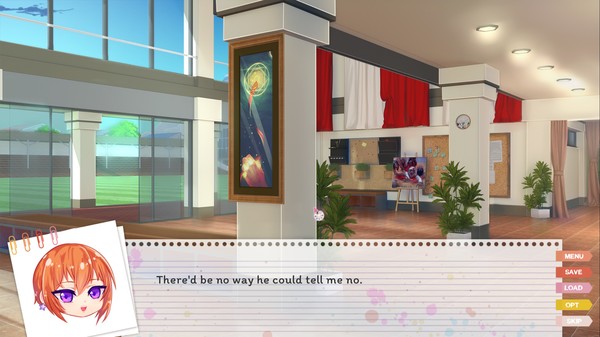 There'd be no way he could tell me no.
MENU
SAVE
LOAD
OPT
SKIP